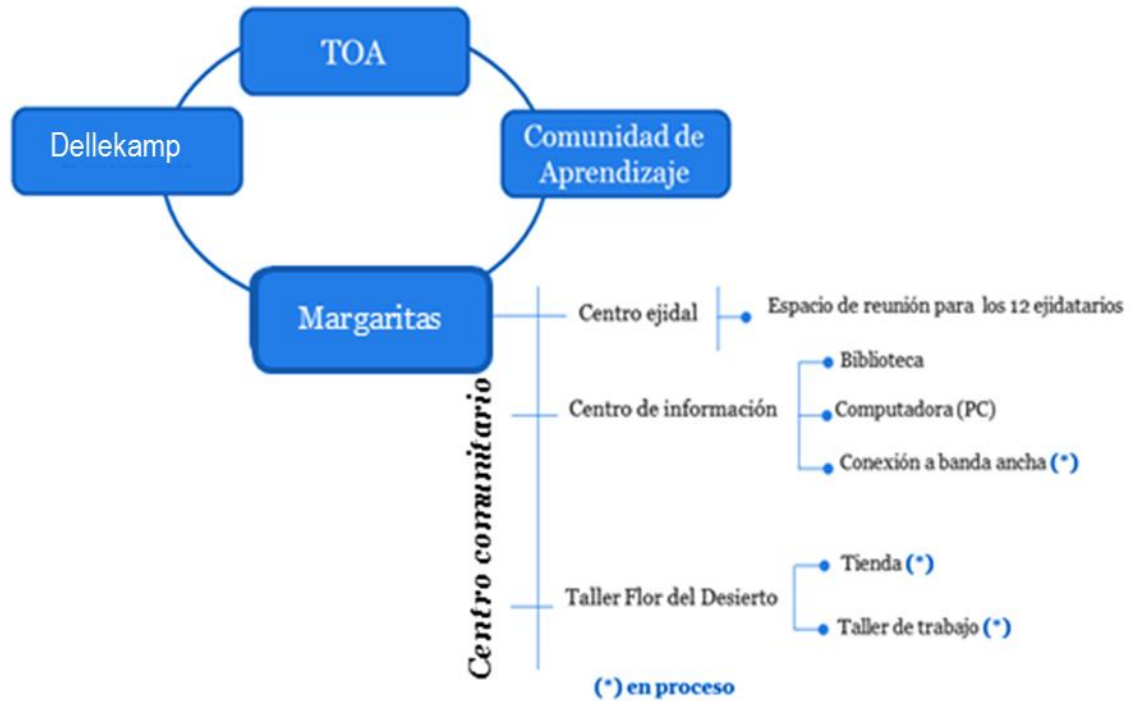 TOA
Dellekamp
Comunidad de
Aprendizaje
Margaritas
Centro comunitario
Centro ejidal
Espacio de reunión para los 12 ejidatarios
Centro de información
Biblioteca
Computadora (PC)
Conexión a banda ancha (*)
Taller Flor del Desierto
Tienda (*)
Taller de trabajo (*)
(*) en proceso